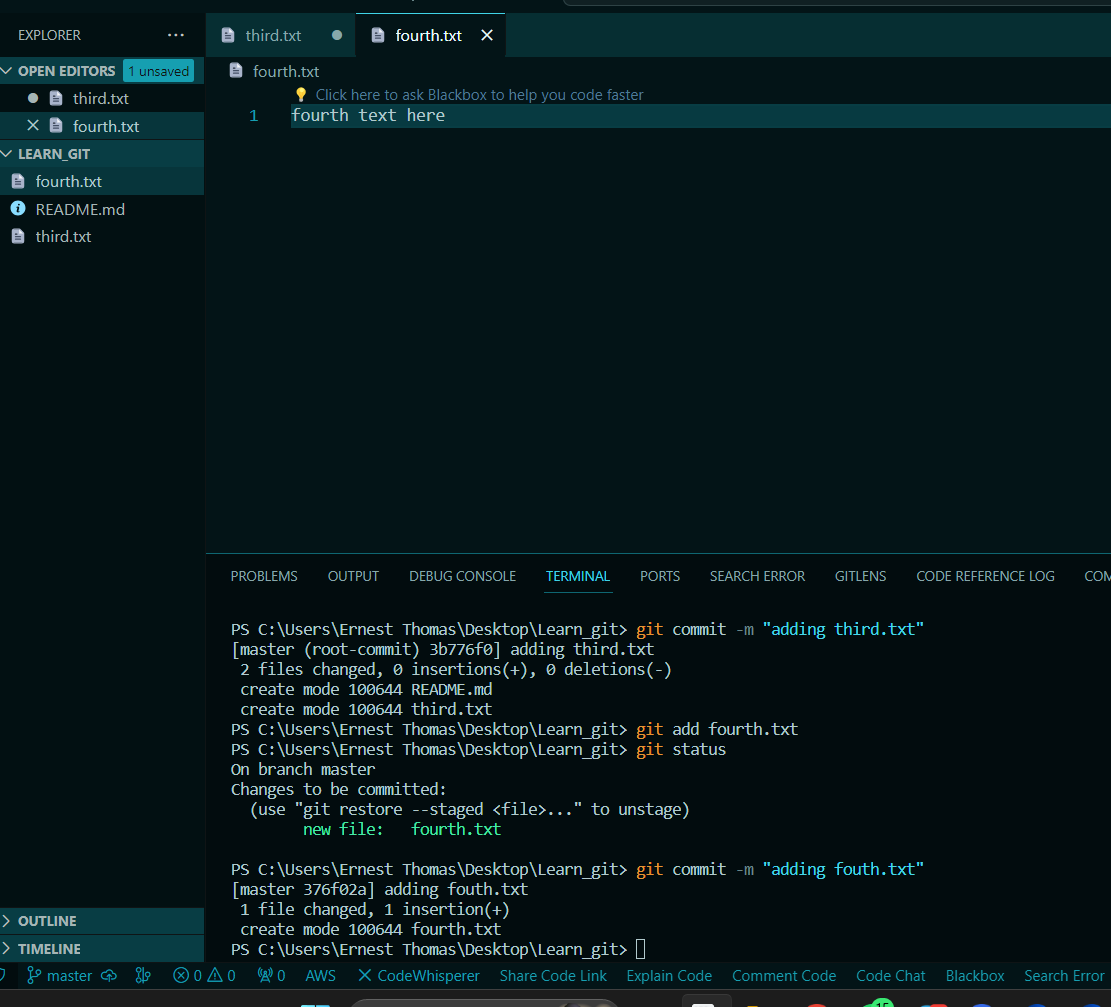 EXPLORER
third.txt
fourth.txt
OPEN EDITORS
1 unsaved
third.txt
fourth.txt
LEARN_GIT
fourth.txt
README.md
third.txt
OUTLINE
TIMELINE
fourth.txt
Click here to ask Blackbox to help you code faster
1 fourth text here
PROBLEMS OUTPUT DEBUG CONSOLE TERMINAL PORTS SEARCH ERROR GITLENS CODE REFERENCE LOG COM
PS C:\Users\Ernest Thomas\Desktop\Learn_git> git commit -m "adding third.txt"
[master (root-commit) 3b776f0] adding third.txt
 2 files changed, 0 insertions(+), 0 deletions(-)
 create mode 100644 README.md
 create mode 100644 third.txt
PS C:\Users\Ernest Thomas\Desktop\Learn_git> git add fourth.txt
PS C:\Users\Ernest Thomas\Desktop\Learn_git> git status
On branch master
Changes to be committed:
  (use "git restore --staged <file>..." to unstage)
        new file:   fourth.txt
PS C:\Users\Ernest Thomas\Desktop\Learn_git> git commit -m "adding fouth.txt"
[master 376f02a] adding fouth.txt
 1 file changed, 1 insertion(+)
 create mode 100644 fourth.txt
PS C:\Users\Ernest Thomas\Desktop\Learn_git>
master 0 0 0 AWS CodeWhisperer Share Code Link Explain Code Comment Code Code Chat Blackbox Search Error
15